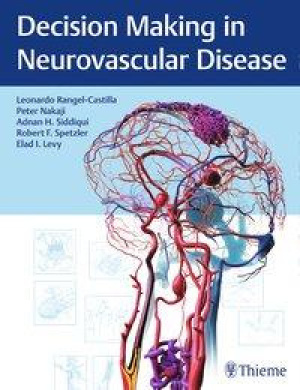 Decision Making in
Neurovascular Disease
Leonardo Rangel-Castilla
Peter Nakaji
Adnan H. Siddiqui
Robert F. Spetzler
Elad I. Levy
Thieme